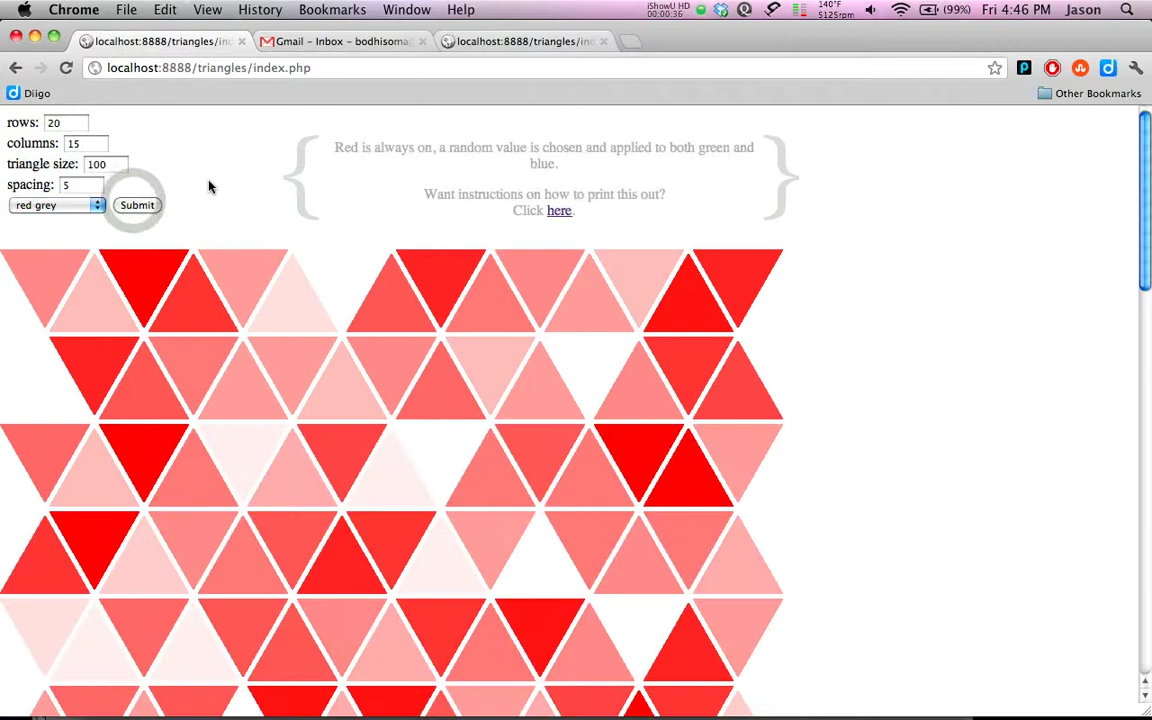 Chrome File Edit View History Bookmarks Window Help iShowU HD 00:00:36 140°F 5125rpm (99%) Fri 4:46 PM Jason
localhost:8888/triangles/in Gmail – Inbox – bodhisoma localhost:8888/triangles/in
localhost:8888/triangles/index.php
Diigo Other Bookmarks
rows: 20
columns: 15
triangle size: 100
spacing: 5
red grey Submit
Red is always on, a random value is chosen and applied to both green and
blue.
Want instructions on how to print this out?
Click here.